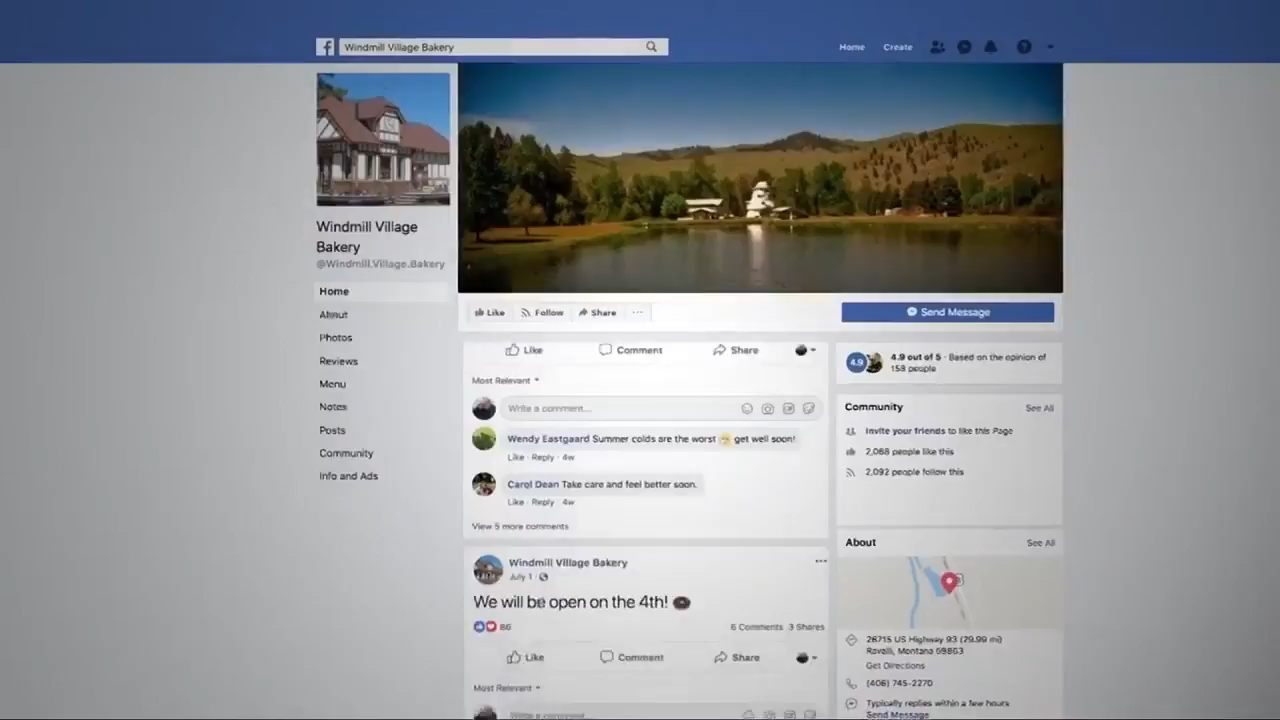 f Windmill Village Bakery
Home Create
Windmill Village
Bakery
@Windmill.Village.Bakery
Home
About
Photos
Reviews
Menu
Notes
Posts
Community
Info and Ads
Like Follow Share ...
Send Message
Like Comment Share
Most Relevant
Write a comment...
Wendy Eastgaard Summer colds are the worst get well soon!
Like · Reply · 4w
Carol Dean Take care and feel better soon.
Like · Reply · 4w
View 5 more comments
Windmill Village Bakery ...
July 1 ·
We will be open on the 4th!
86 6 Comments 3 Shares
Like Comment Share
Most Relevant
Write a comment...
4.9 4.9 out of 5 · Based on the opinion of
158 people
Community See All
Invite your friends to like this Page
2,068 people like this
2,092 people follow this
About See All
26715 US Highway 93 (29.99 mi)
Ravalli, Montana 59863
Get Directions
(406) 745-2270
Typically replies within a few hours
Send Message